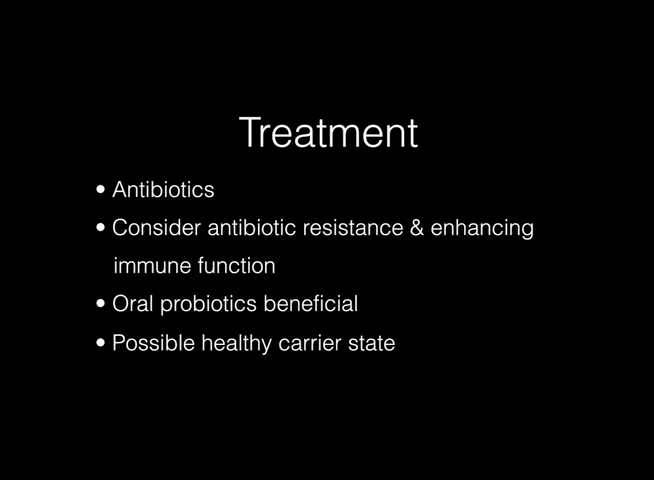 Treatment
• Antibiotics
• Consider antibiotic resistance & enhancing
immune function
• Oral probiotics beneficial
• Possible healthy carrier state